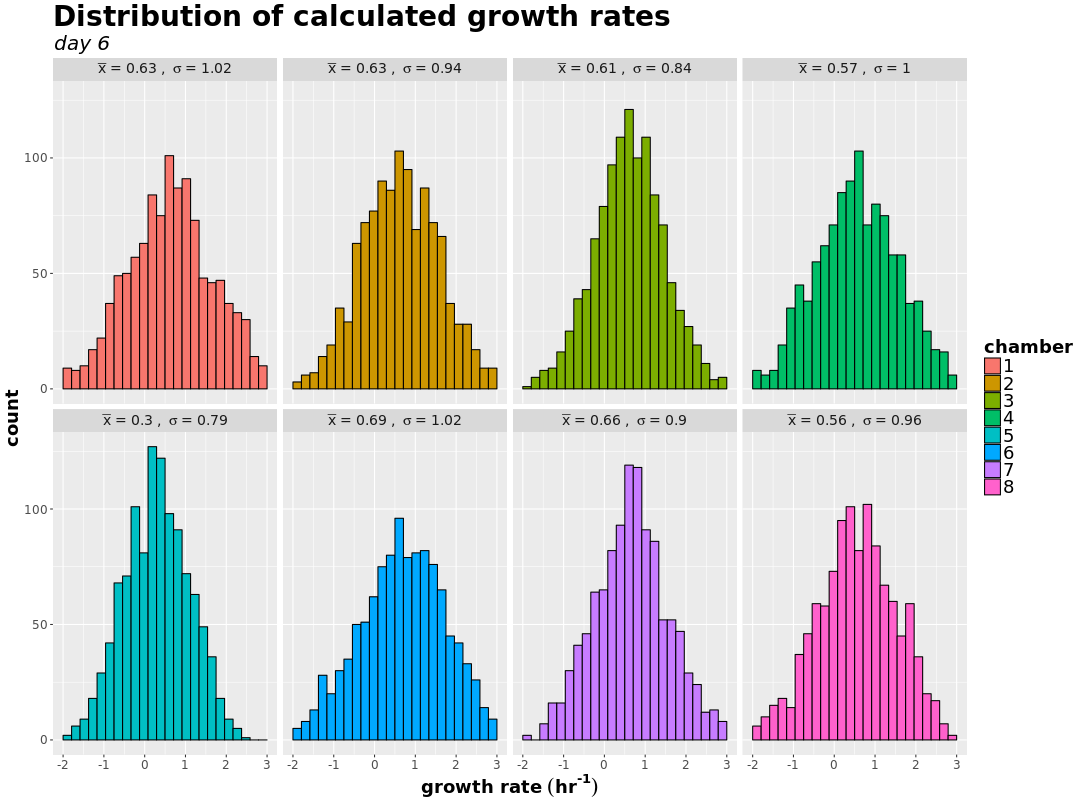 Distribution of calculated growth rates
day 6
x̅ = 0.63 , σ = 1.02
x̅ = 0.63 , σ = 0.94
x̅ = 0.61 , σ = 0.84
x̅ = 0.57 , σ = 1
100
50
0
x̅ = 0.3 , σ = 0.79
x̅ = 0.69 , σ = 1.02
x̅ = 0.66 , σ = 0.9
x̅ = 0.56 , σ = 0.96
100
50
0
-2 -1 0 1 2 3
-2 -1 0 1 2 3
-2 -1 0 1 2 3
-2 -1 0 1 2 3
count
growth rate (hr⁻¹)
chamber
1
2
3
4
5
6
7
8